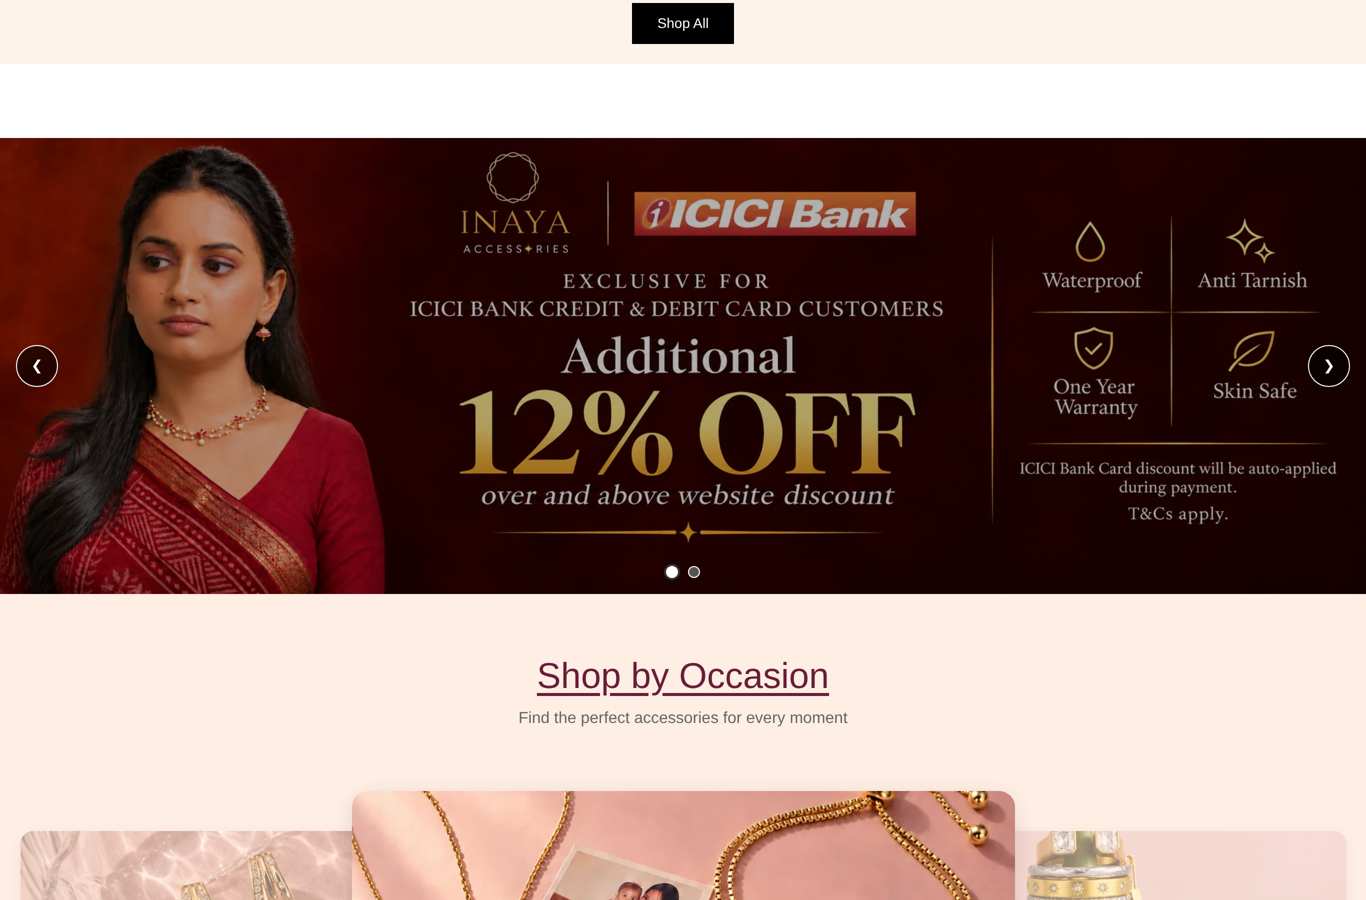 Shop All
INAYA
ACCESSORIES
ICICI Bank
EXCLUSIVE FOR
ICICI BANK CREDIT & DEBIT CARD CUSTOMERS
Additional
12% OFF
over and above website discount
Waterproof
Anti Tarnish
One Year
Warranty
Skin Safe
ICICI Bank Card discount will be auto-applied
during payment.
T&Cs apply.
Shop by Occasion
Find the perfect accessories for every moment